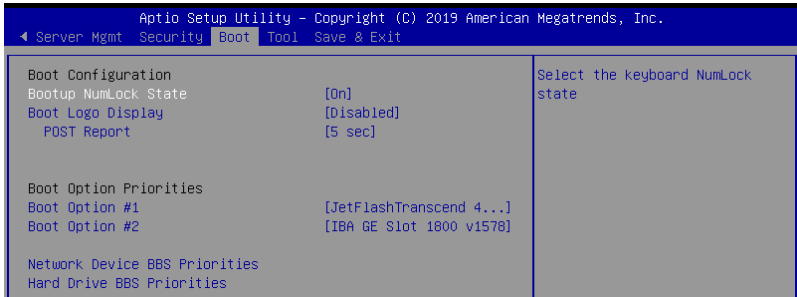 Aptio Setup Utility – Copyright (C) 2019 American Megatrends, Inc.
Server Mgmt Security Boot Tool Save & Exit
Boot Configuration
Bootup NumLock State [On]
Boot Logo Display [Disabled]
POST Report [5 sec]
Boot Option Priorities
Boot Option #1 [JetFlashTranscend 4...]
Boot Option #2 [IBA GE Slot 1800 v1578]
Network Device BBS Priorities
Hard Drive BBS Priorities
Select the keyboard NumLock
state